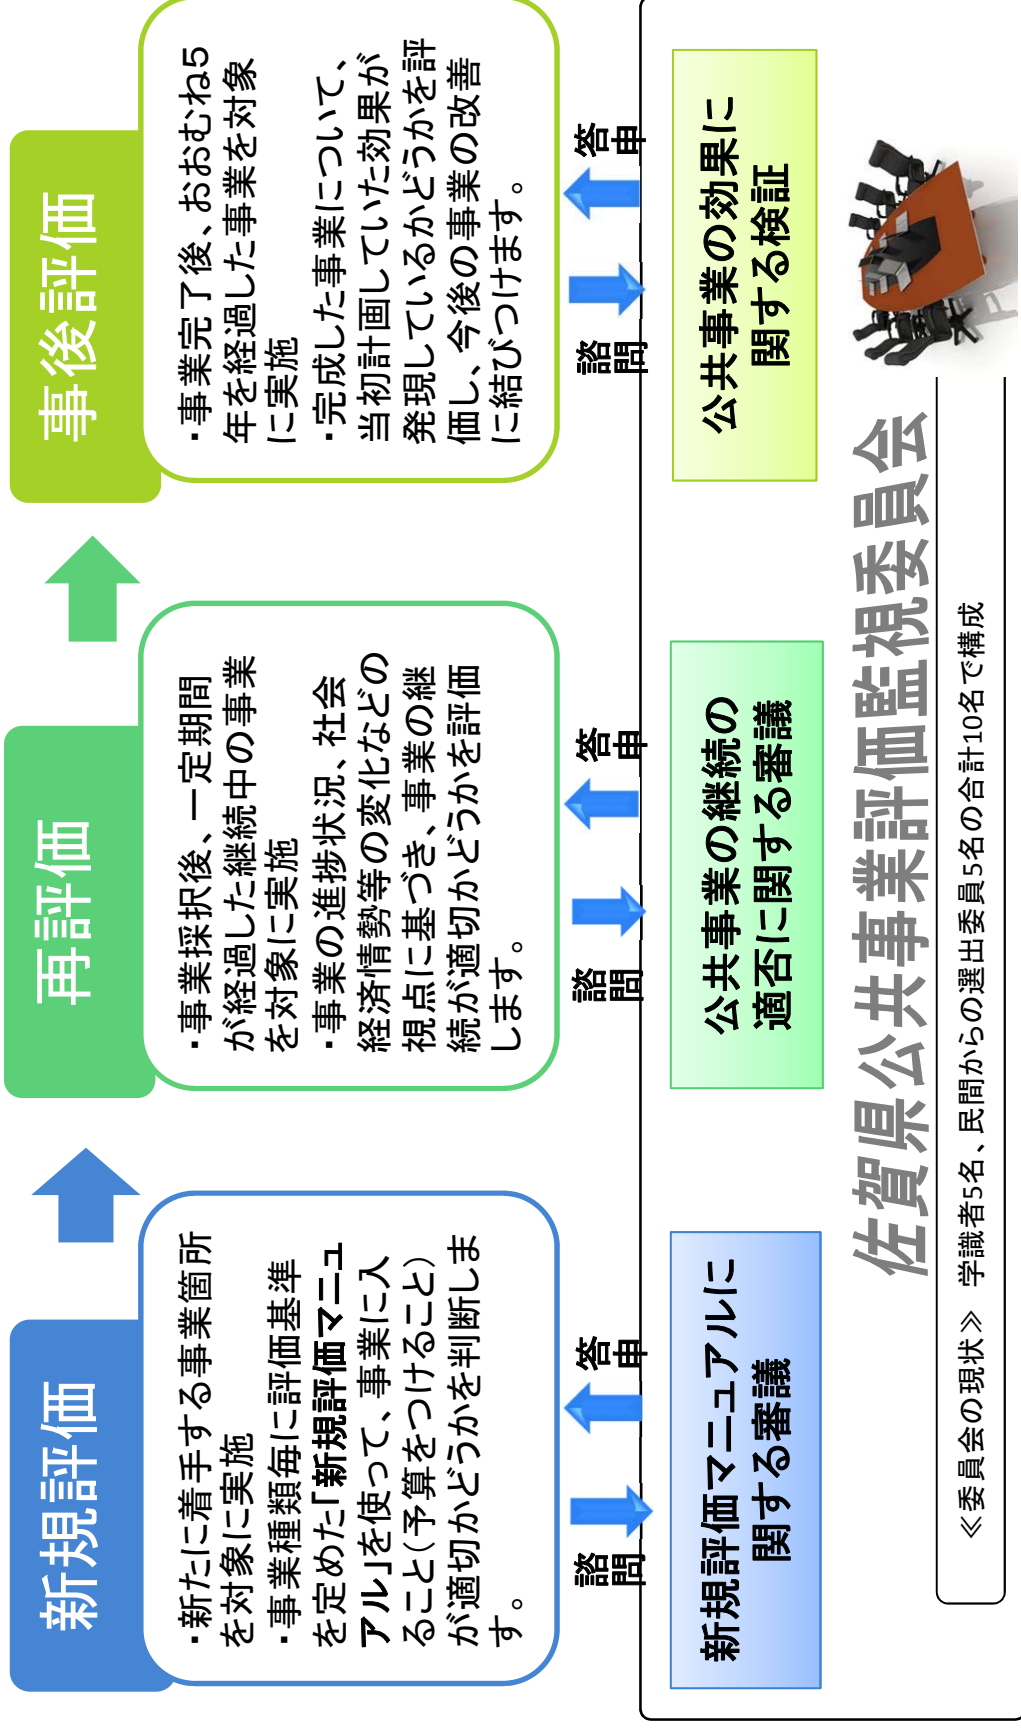 新規評価
・新たに着手する事業箇所
を対象に実施
・事業種類毎に評価基準
を定めた「新規評価マニュ
アル」を使って、事業に入
ること(予算をつけること)
が適切かどうかを判断しま
す。
再評価
・事業採択後、一定期間
が経過した継続中の事業
を対象に実施
・事業の進捗状況、社会
経済情勢等の変化などの
視点に基づき、事業の継
続が適切かどうかを評価
します。
事後評価
・事業完了後、おおむね5
年を経過した事業を対象
に実施
・完成した事業について、
当初計画していた効果が
発現しているかどうかを評
価し、今後の事業の改善
に結びつけます。
諮問
答申
諮問
答申
諮問
答申
新規評価マニュアルに
関する審議
公共事業の継続の
適否に関する審議
公共事業の効果に
関する検証
佐賀県公共事業評価監視委員会
≪委員会の現状≫ 学識者5名、民間からの選出委員5名の合計10名で構成